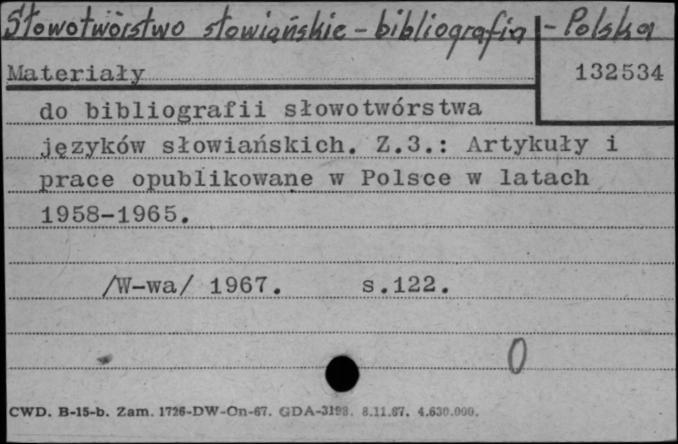 Słowotwórstwo słowiańskie - bibliografia - Polska
Materiały
132534
do bibliografii słowotwórstwa
języków słowiańskich. Z.3.: Artykuły i
prace opublikowane w Polsce w latach
1958-1965.
/W-wa/ 1967. s.122.
0
CWD. B-15-b. Zam. 1726-DW-On-67. GDA-3198. 8.11.67. 4.630.000.